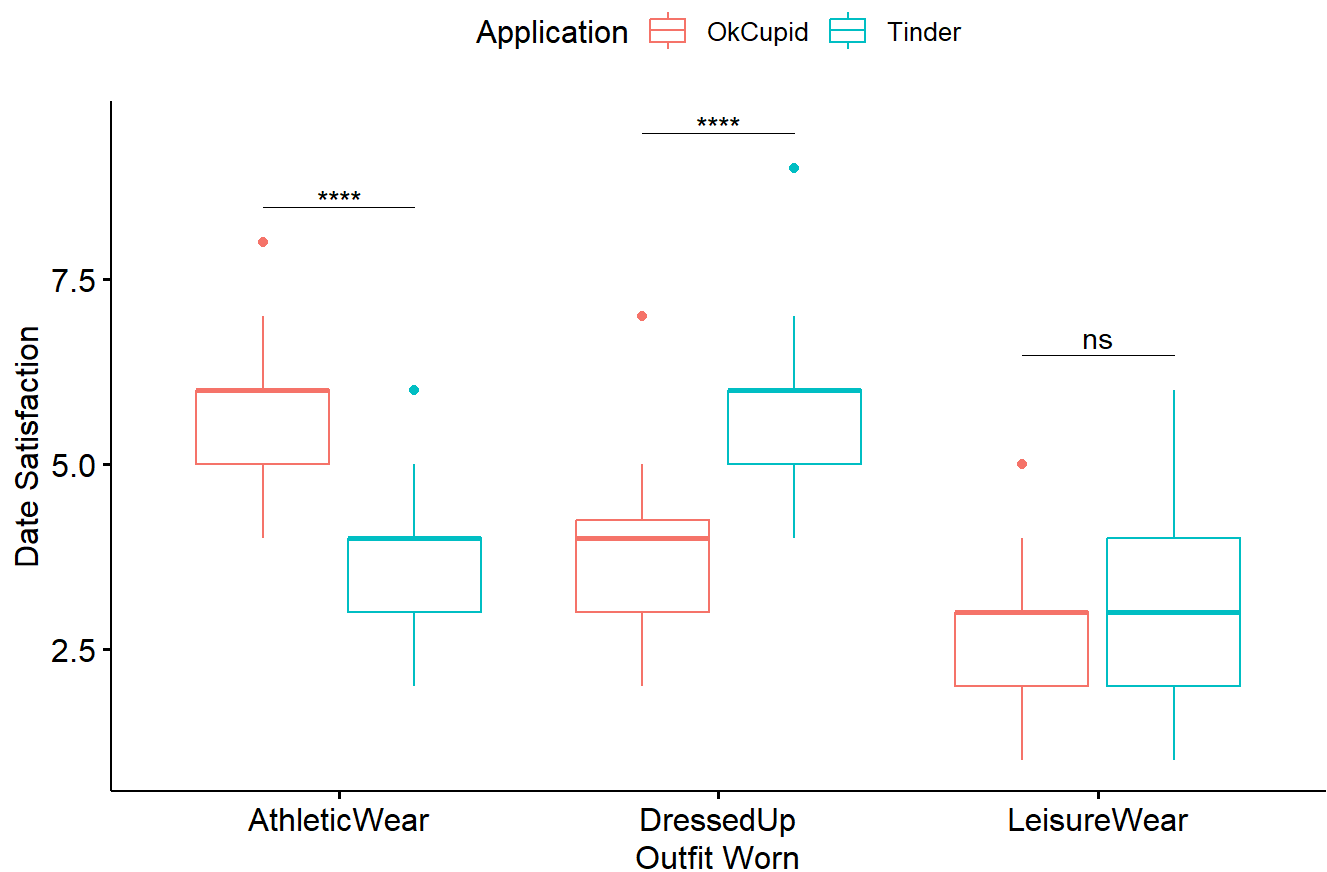 Application OkCupid Tinder
****
****
7.5
ns
5.0
2.5
Date Satisfaction
AthleticWear DressedUp LeisureWear
Outfit Worn